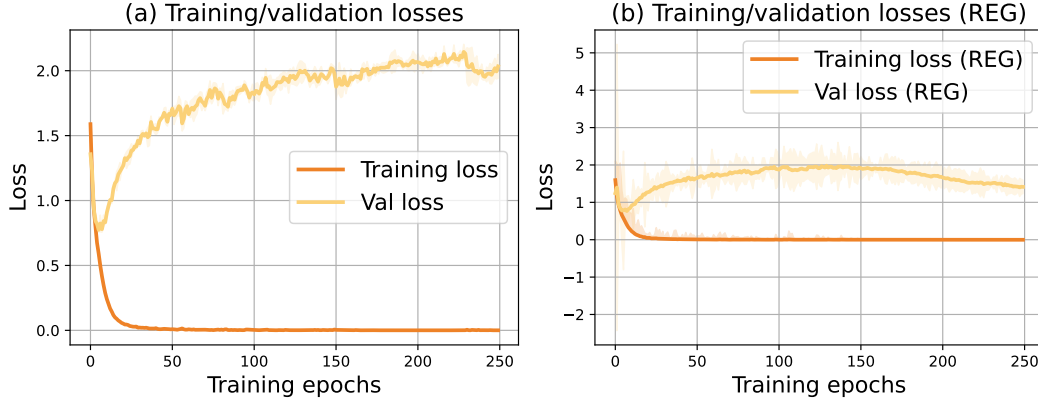 (a) Training/validation losses
2.0
1.5
1.0
0.5
0.0
Loss
Training loss
Val loss
0 50 100 150 200 250
Training epochs
(b) Training/validation losses (REG)
5
4
3
2
1
0
−1
−2
Loss
Training loss (REG)
Val loss (REG)
0 50 100 150 200 250
Training epochs